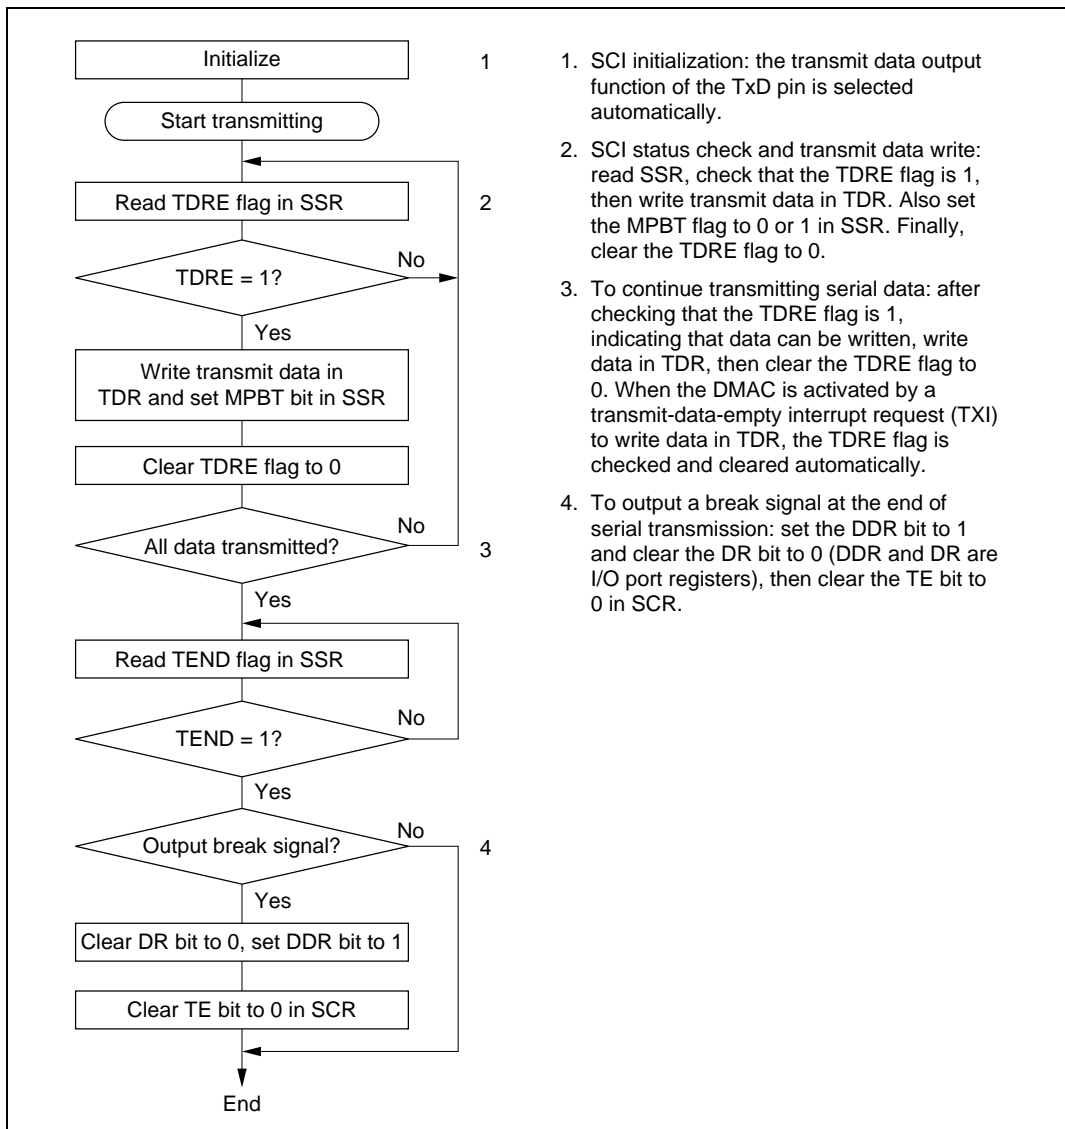 Initialize
1
Start transmitting
Read TDRE flag in SSR
2
TDRE = 1?
No
Yes
Write transmit data in
TDR and set MPBT bit in SSR
Clear TDRE flag to 0
All data transmitted?
No
3
Yes
Read TEND flag in SSR
TEND = 1?
No
Yes
Output break signal?
No
4
Yes
Clear DR bit to 0, set DDR bit to 1
Clear TE bit to 0 in SCR
End
1. SCI initialization: the transmit data output
function of the TxD pin is selected
automatically.
2. SCI status check and transmit data write:
read SSR, check that the TDRE flag is 1,
then write transmit data in TDR. Also set
the MPBT flag to 0 or 1 in SSR. Finally,
clear the TDRE flag to 0.
3. To continue transmitting serial data: after
checking that the TDRE flag is 1,
indicating that data can be written, write
data in TDR, then clear the TDRE flag to
0. When the DMAC is activated by a
transmit-data-empty interrupt request (TXI)
to write data in TDR, the TDRE flag is
checked and cleared automatically.
4. To output a break signal at the end of
serial transmission: set the DDR bit to 1
and clear the DR bit to 0 (DDR and DR are
I/O port registers), then clear the TE bit to
0 in SCR.